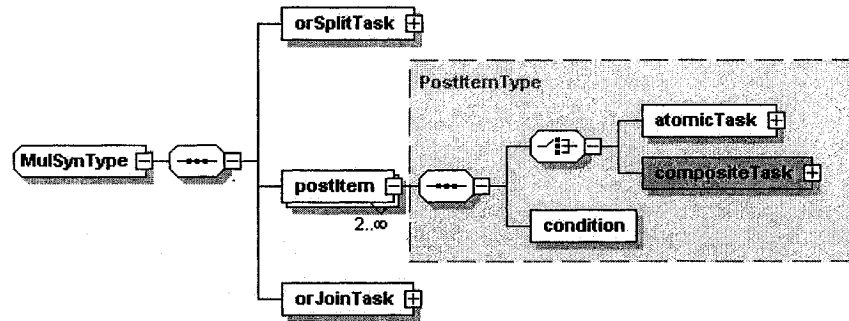 orSplitTask
PostItemType
atomicTask
MulSynType
compositeTask
postItem
2..∞
condition
orJoinTask